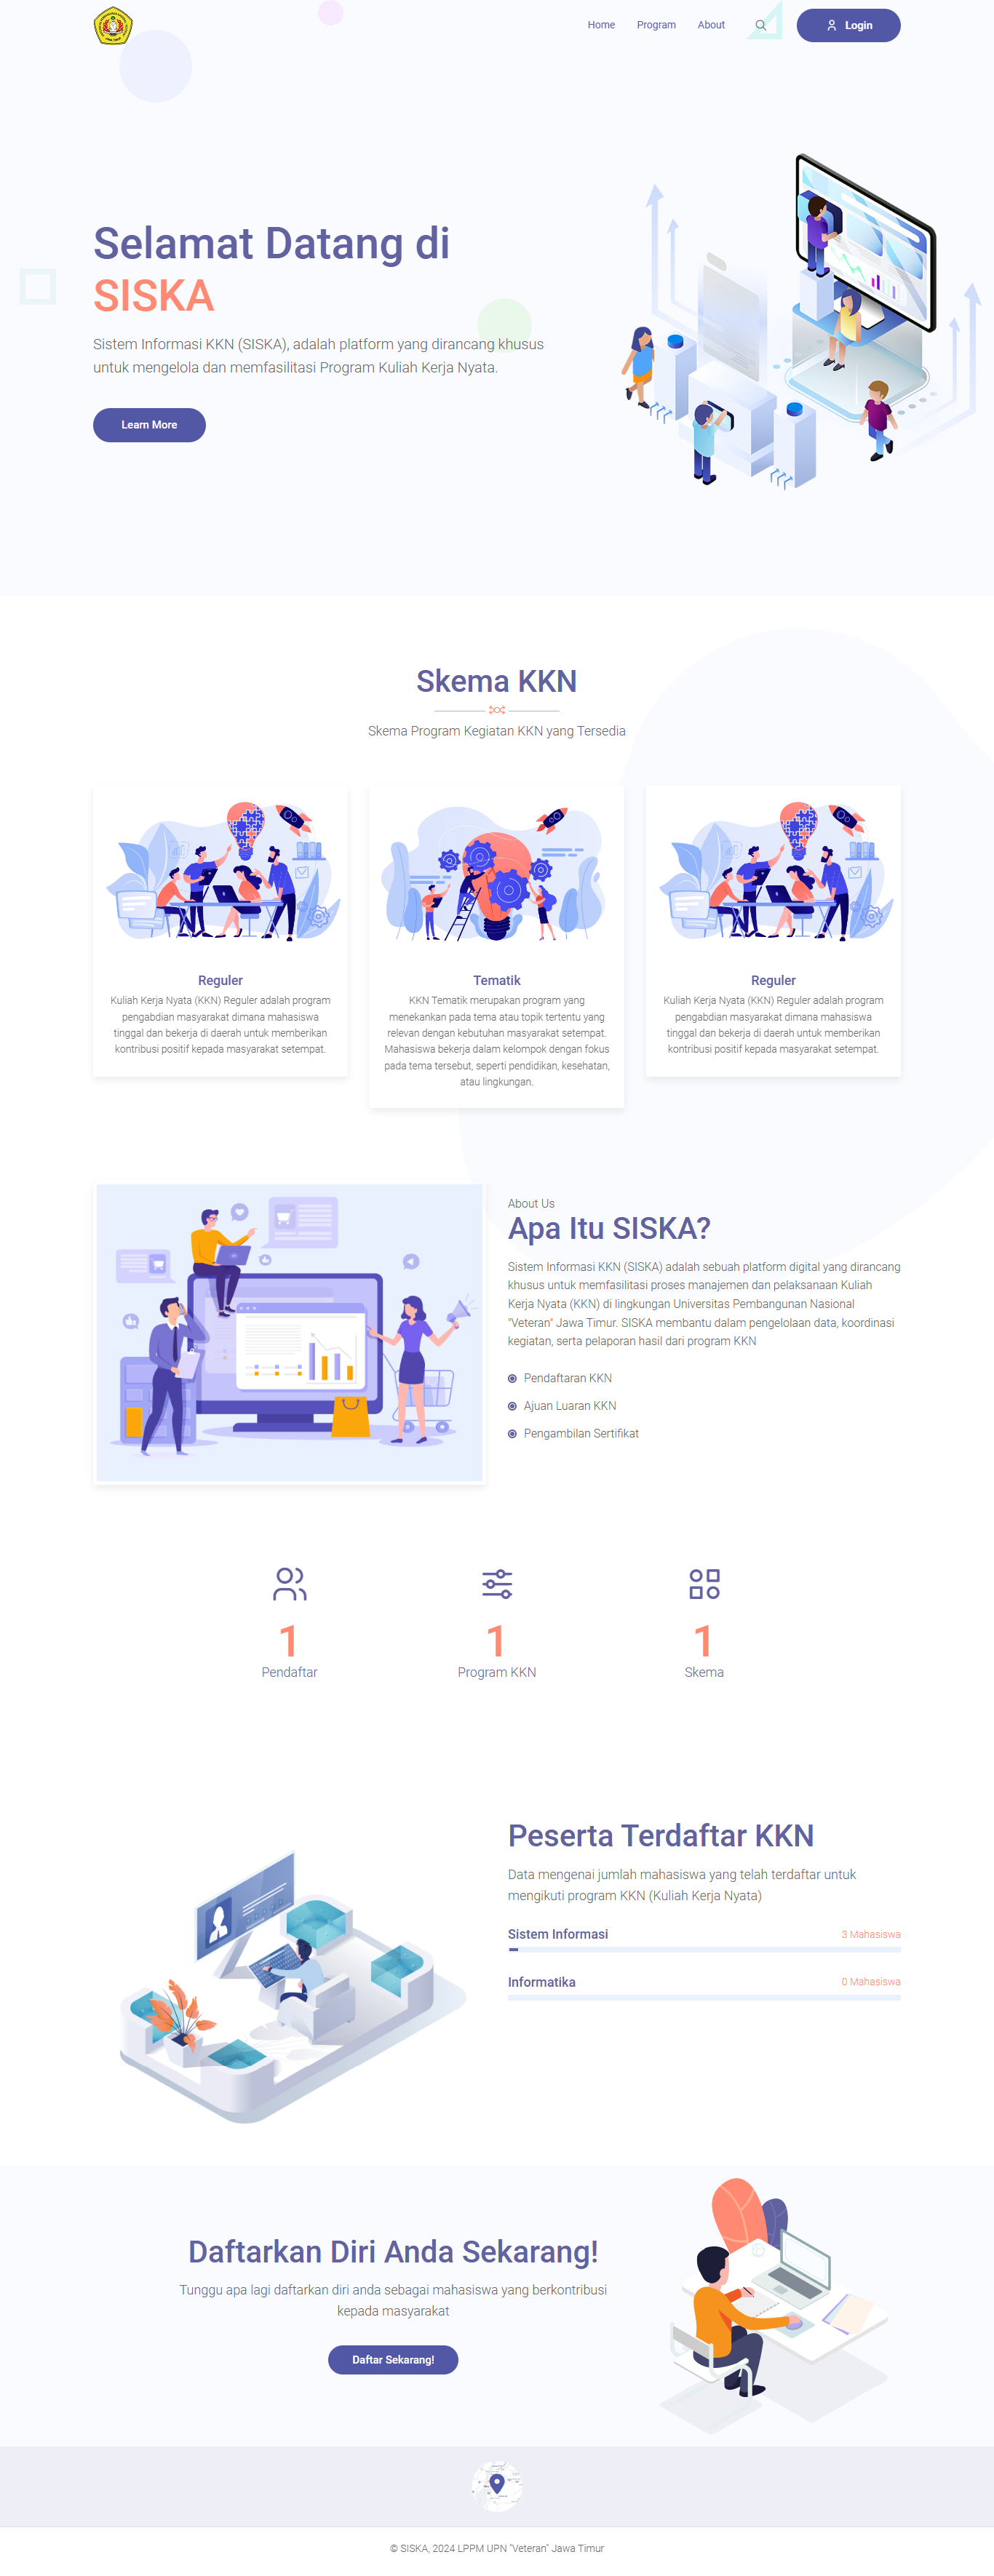 Home Program About Login
Selamat Datang di
SISKA
Sistem Informasi KKN (SISKA), adalah platform yang dirancang khusus
untuk mengelola dan memfasilitasi Program Kuliah Kerja Nyata.
Learn More
Skema KKN
Skema Program Kegiatan KKN yang Tersedia
Reguler
Kuliah Kerja Nyata (KKN) Reguler adalah program
pengabdian masyarakat dimana mahasiswa
tinggal dan bekerja di daerah untuk memberikan
kontribusi positif kepada masyarakat setempat.
Tematik
KKN Tematik merupakan program yang
menekankan pada tema atau topik tertentu yang
relevan dengan kebutuhan masyarakat setempat.
Mahasiswa bekerja dalam kelompok dengan fokus
pada tema tersebut, seperti pendidikan, kesehatan,
atau lingkungan.
Reguler
Kuliah Kerja Nyata (KKN) Reguler adalah program
pengabdian masyarakat dimana mahasiswa
tinggal dan bekerja di daerah untuk memberikan
kontribusi positif kepada masyarakat setempat.
About Us
Apa Itu SISKA?
Sistem Informasi KKN (SISKA) adalah sebuah platform digital yang dirancang
khusus untuk memfasilitasi proses manajemen dan pelaksanaan Kuliah
Kerja Nyata (KKN) di lingkungan Universitas Pembangunan Nasional
"Veteran" Jawa Timur. SISKA membantu dalam pengelolaan data, koordinasi
kegiatan, serta pelaporan hasil dari program KKN
Pendaftaran KKN
Ajuan Luaran KKN
Pengambilan Sertifikat
1
Pendaftar
1
Program KKN
1
Skema
Peserta Terdaftar KKN
Data mengenai jumlah mahasiswa yang telah terdaftar untuk
mengikuti program KKN (Kuliah Kerja Nyata)
Sistem Informasi 3 Mahasiswa
Informatika 0 Mahasiswa
Daftarkan Diri Anda Sekarang!
Tunggu apa lagi daftarkan diri anda sebagai mahasiswa yang berkontribusi
kepada masyarakat
Daftar Sekarang!
© SISKA, 2024 LPPM UPN "Veteran" Jawa Timur